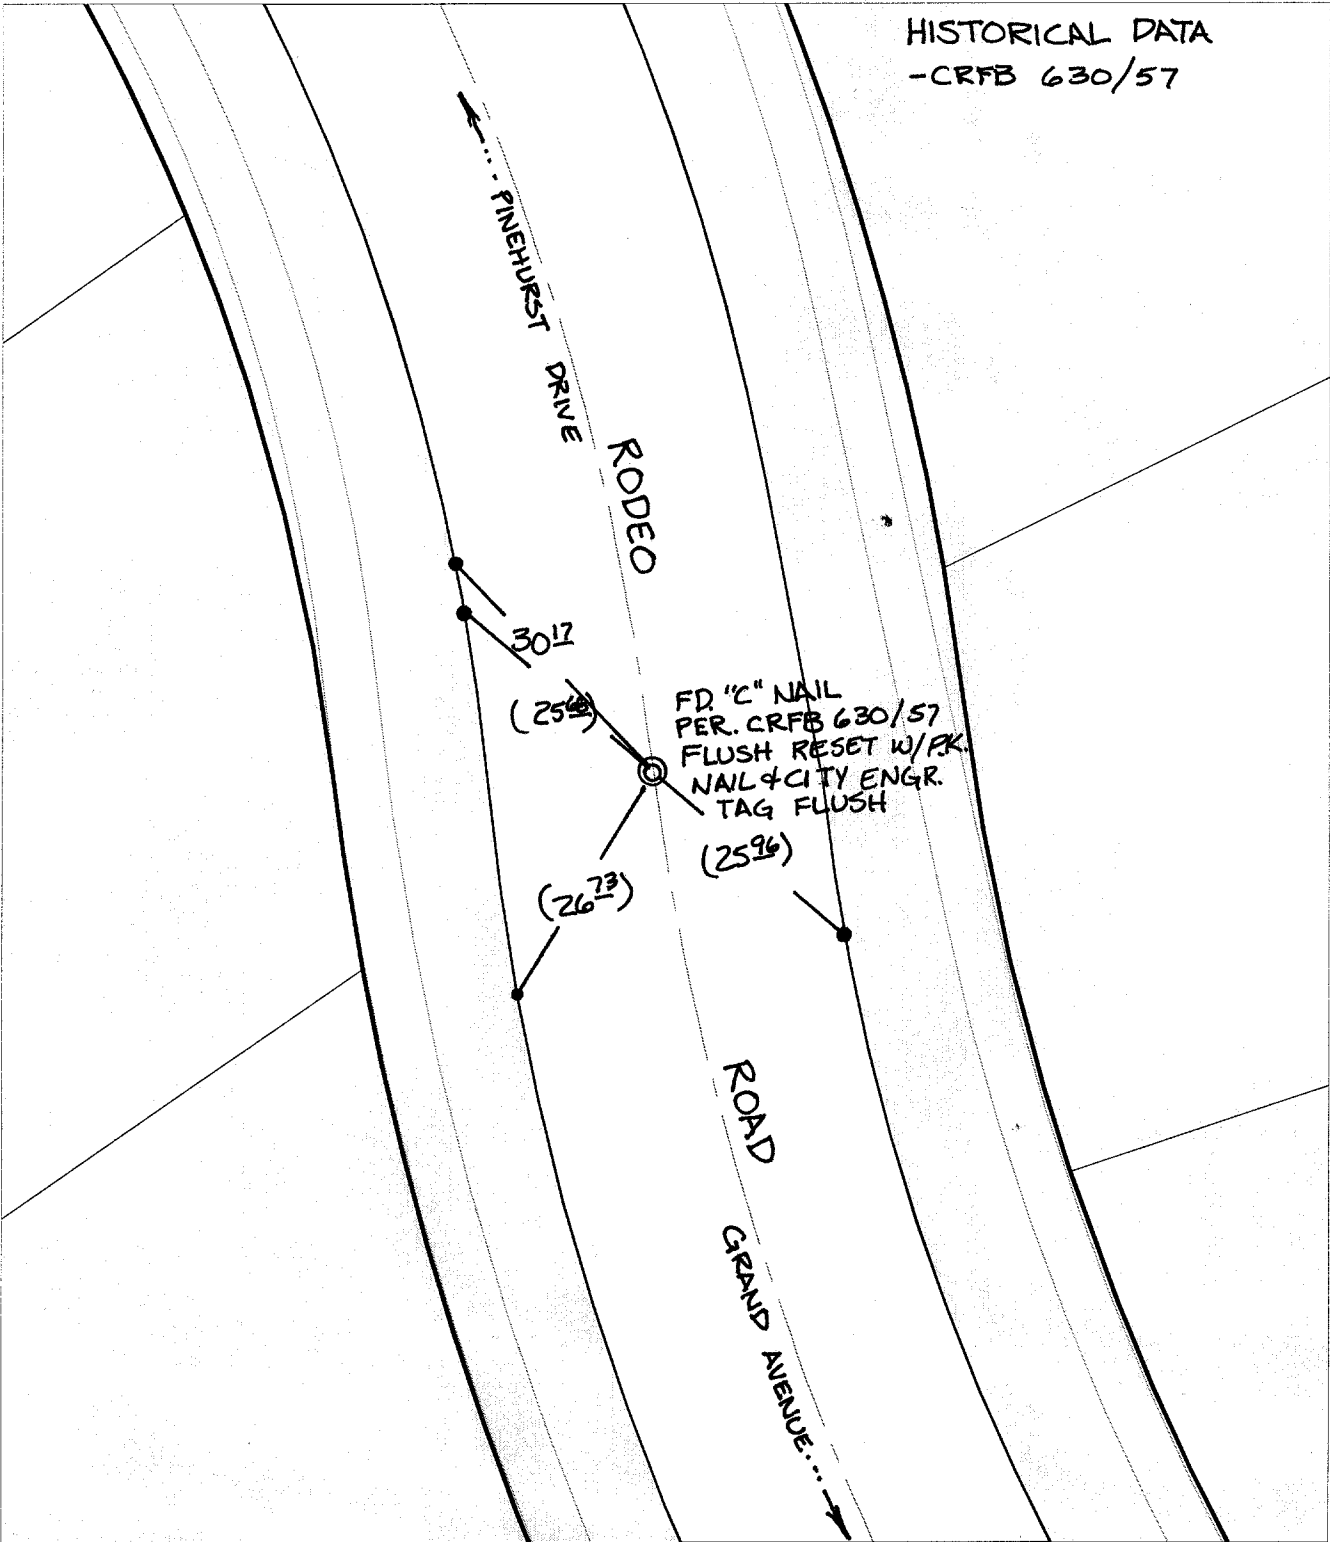 HISTORICAL DATA
-CRFB 630/57
PINEHURST DRIVE
RODEO
30 17
(25 )
FD. "C" NAIL
PER. CRFB 630/57
FLUSH RESET W/P.K.
NAIL & CITY ENGR.
TAG FLUSH
(25 96)
(26 73)
ROAD
GRAND AVENUE....